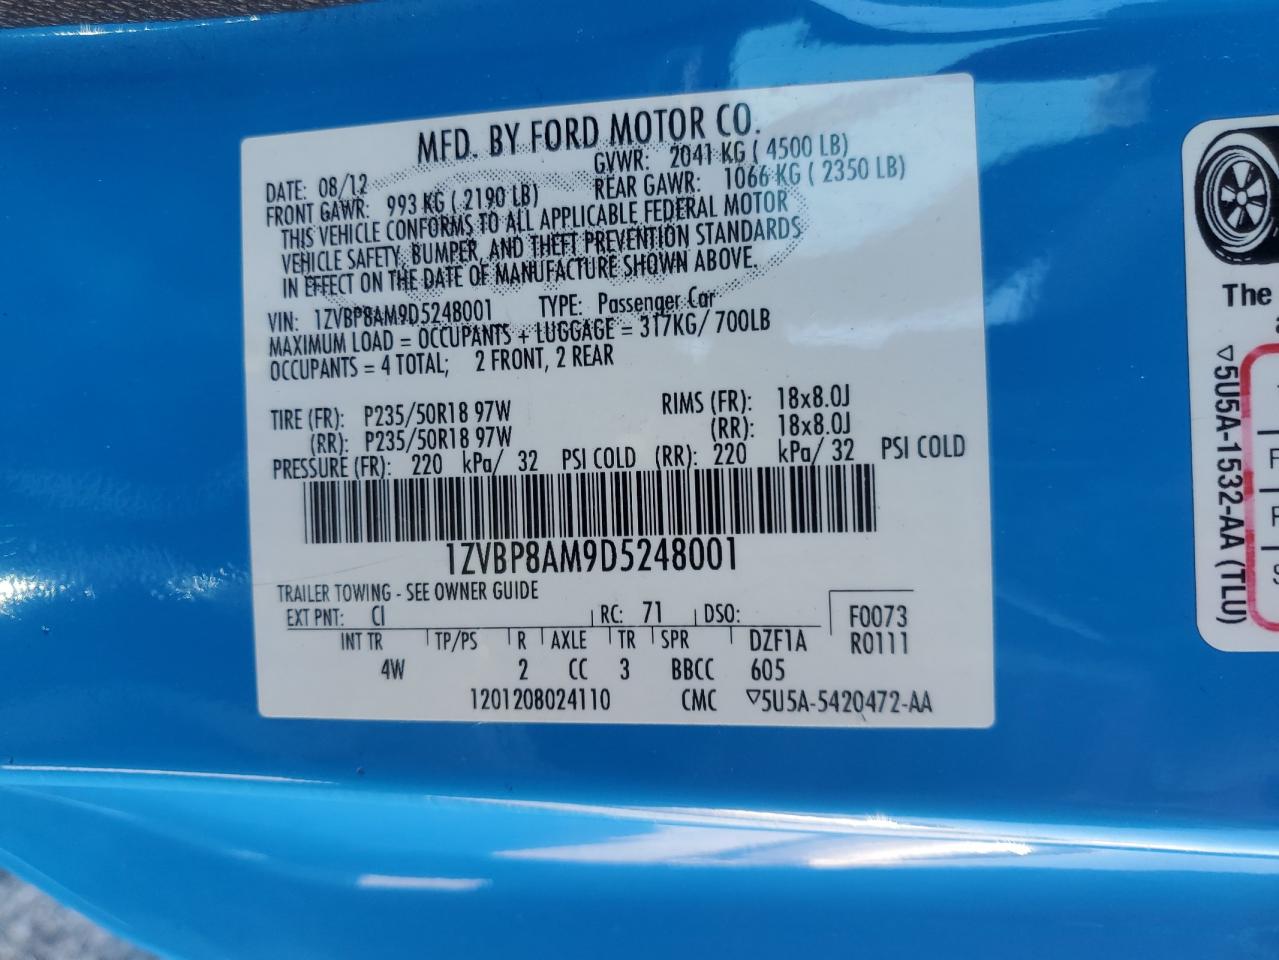 MFD. BY FORD MOTOR CO.
DATE: 08/12 GVWR: 2041 KG ( 4500 LB)
FRONT GAWR: 993 KG ( 2190 LB) REAR GAWR: 1066 KG ( 2350 LB)
THIS VEHICLE CONFORMS TO ALL APPLICABLE FEDERAL MOTOR
VEHICLE SAFETY, BUMPER, AND THEFT PREVENTION STANDARDS
IN EFFECT ON THE DATE OF MANUFACTURE SHOWN ABOVE.
VIN: 1ZVBP8AM9D5248001 TYPE: Passenger Car
MAXIMUM LOAD = OCCUPANTS + LUGGAGE = 317KG/ 700LB
OCCUPANTS = 4 TOTAL; 2 FRONT, 2 REAR
TIRE (FR): P235/50R18 97W RIMS (FR): 18x8.0J
(RR): P235/50R18 97W (RR): 18x8.0J
PRESSURE (FR): 220 kPa/ 32 PSI COLD (RR): 220 kPa/ 32 PSI COLD
1ZVBP8AM9D5248001
TRAILER TOWING - SEE OWNER GUIDE
EXT PNT: CI RC: 71 DSO: F0073
INT TR TP/PS R AXLE TR SPR DZF1A R0111
4W 2 CC 3 BBCC 605
1201208024110 CMC ▽5U5A-5420472-AA
The
▽5U5A-1532-AA (TLU)